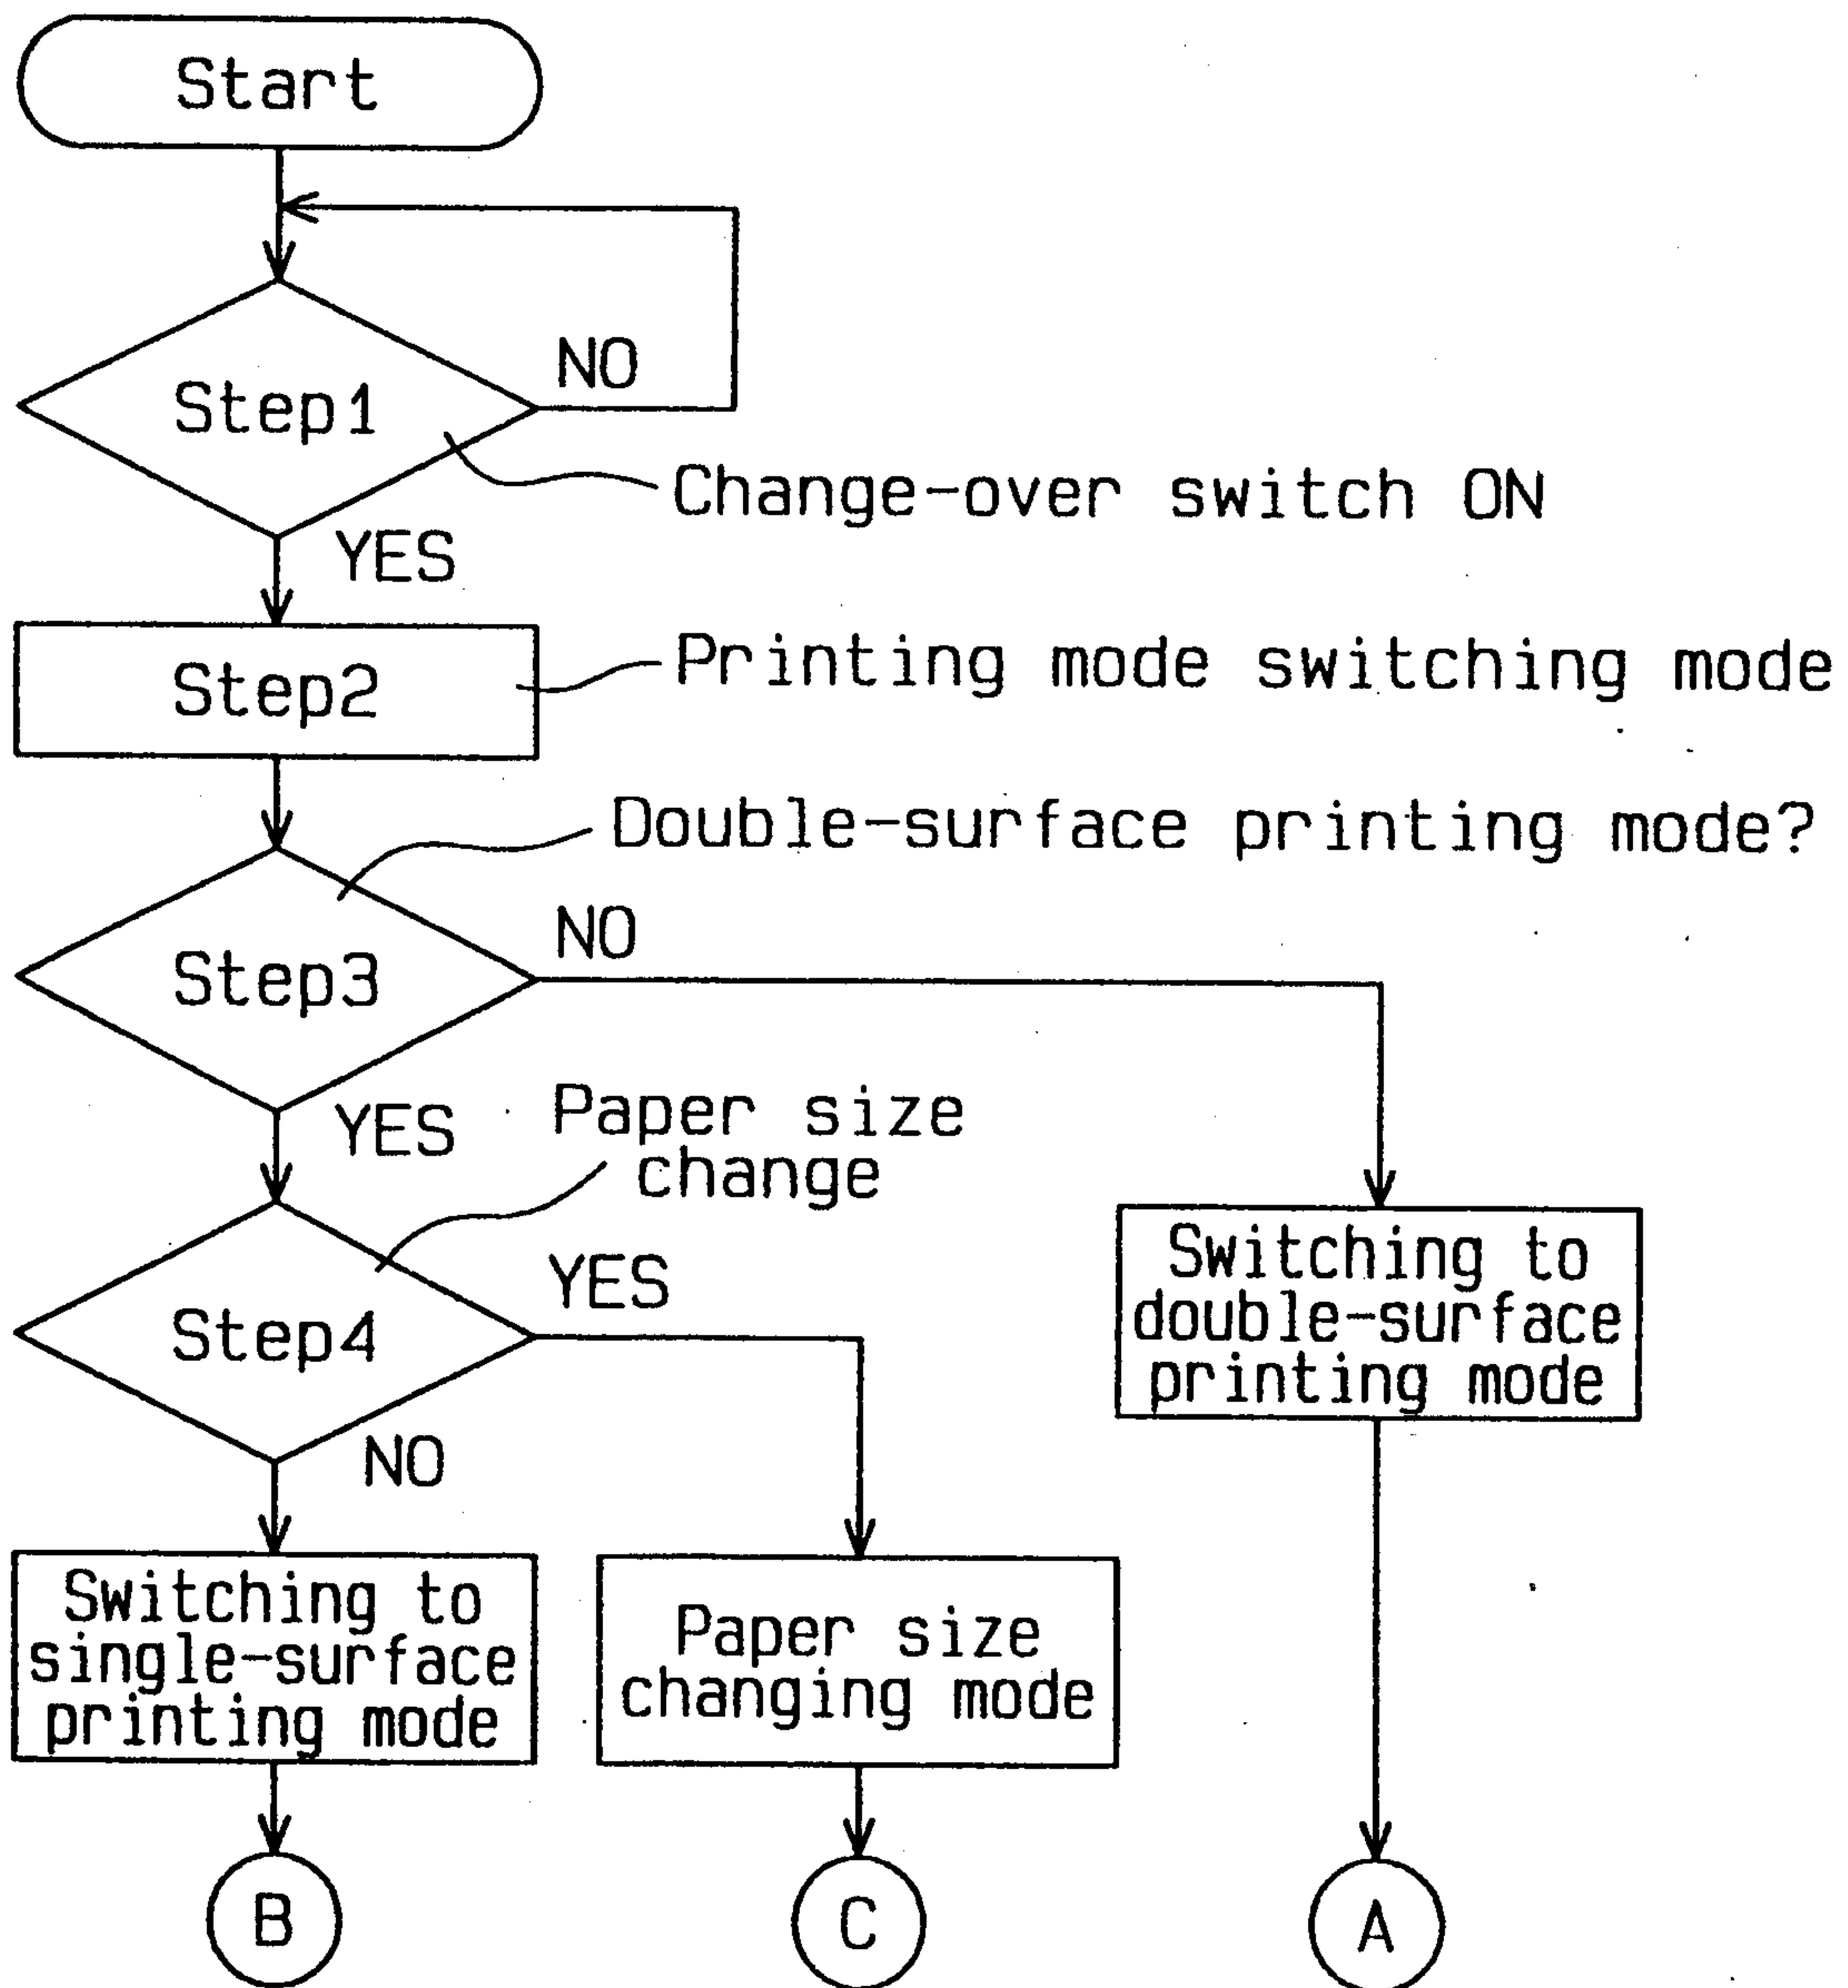 Start
NO
Step1
Change-over switch ON
YES
Step2
Printing mode switching mode
Double-surface printing mode?
NO
Step3
YES
Paper size
change
YES
Step4
NO
Switching to
double-surface
printing mode
Switching to
single-surface
printing mode
Paper size
changing mode
B
C
A